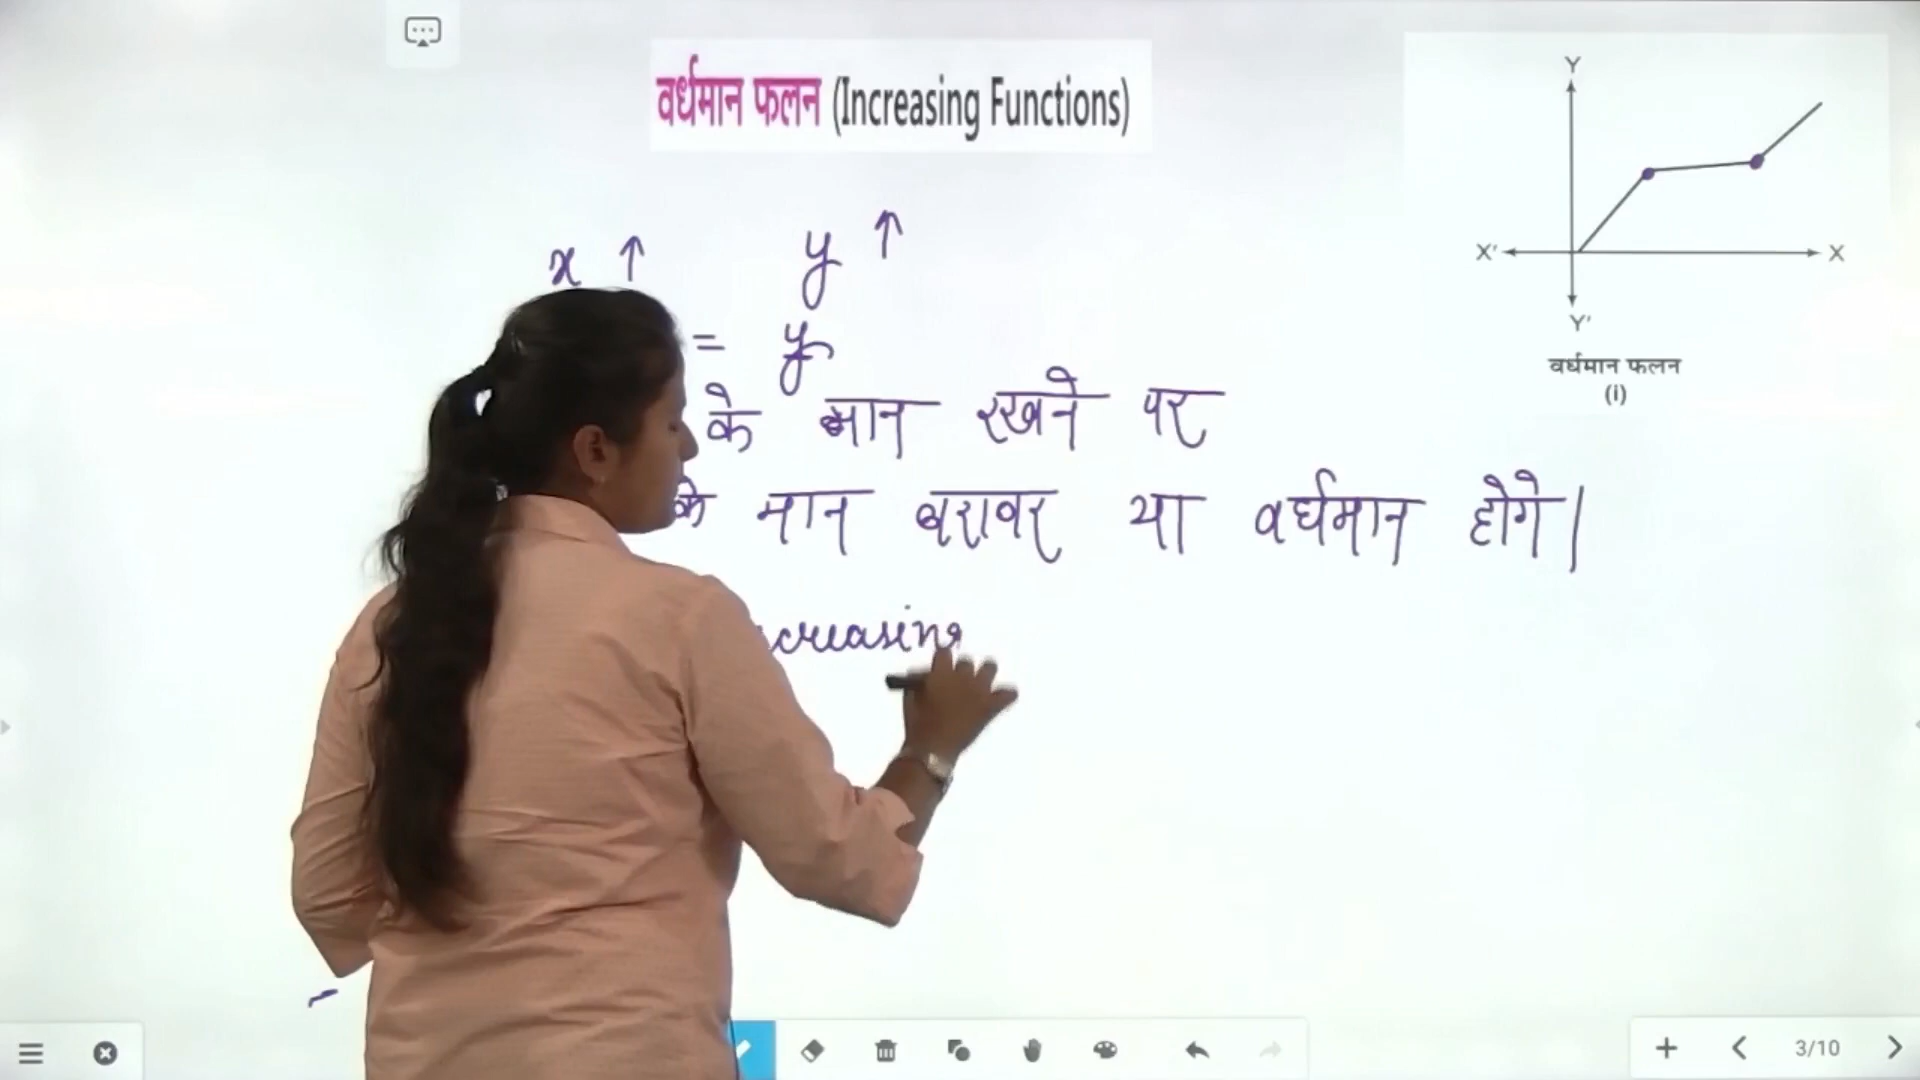 वर्धमान फलन (Increasing Functions)
x ↑ y ↑
= y
के मान रखने पर
के मान बराबर या वर्धमान होगे।
creasing
Y
X' X
Y'
वर्धमान फलन
(i)
3/10